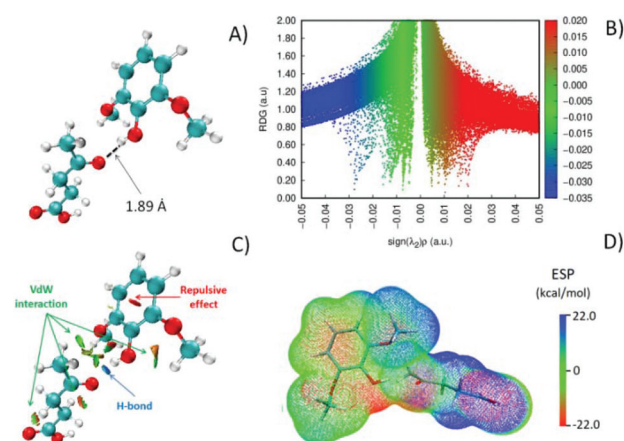 A)
1.89 Å
B)
RDG (a.u)
2.00
1.80
1.60
1.40
1.20
1.00
0.80
0.60
0.40
0.20
0.00
−0.05
−0.04
−0.03
−0.02
−0.01
0.00
0.01
0.02
0.03
0.04
0.05
sign(λ₂)ρ (a.u.)
0.020
0.015
0.010
0.005
0.000
−0.005
−0.010
−0.015
−0.020
−0.025
−0.030
−0.035
C)
VdW
interaction
Repulsive
effect
H-bond
D)
ESP
(kcal/mol)
22.0
0
-22.0